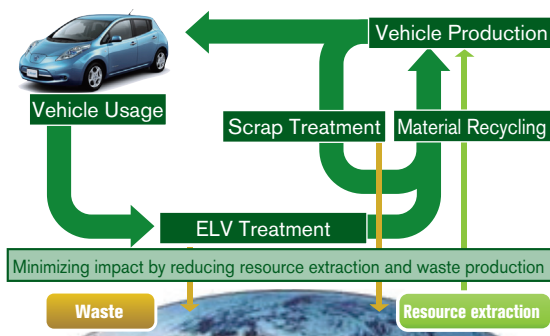 Vehicle Production
Vehicle Usage
Scrap Treatment
Material Recycling
ELV Treatment
Minimizing impact by reducing resource extraction and waste production
Waste
Resource extraction